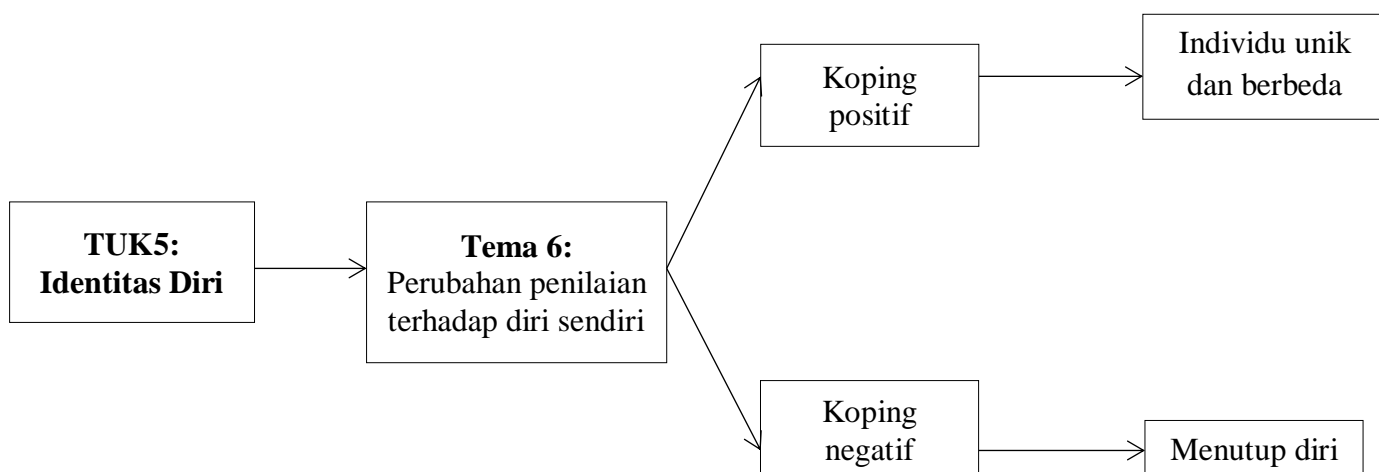 TUK5:
Identitas Diri
Tema 6:
Perubahan penilaian
terhadap diri sendiri
Koping
positif
Individu unik
dan berbeda
Koping
negatif
Menutup diri